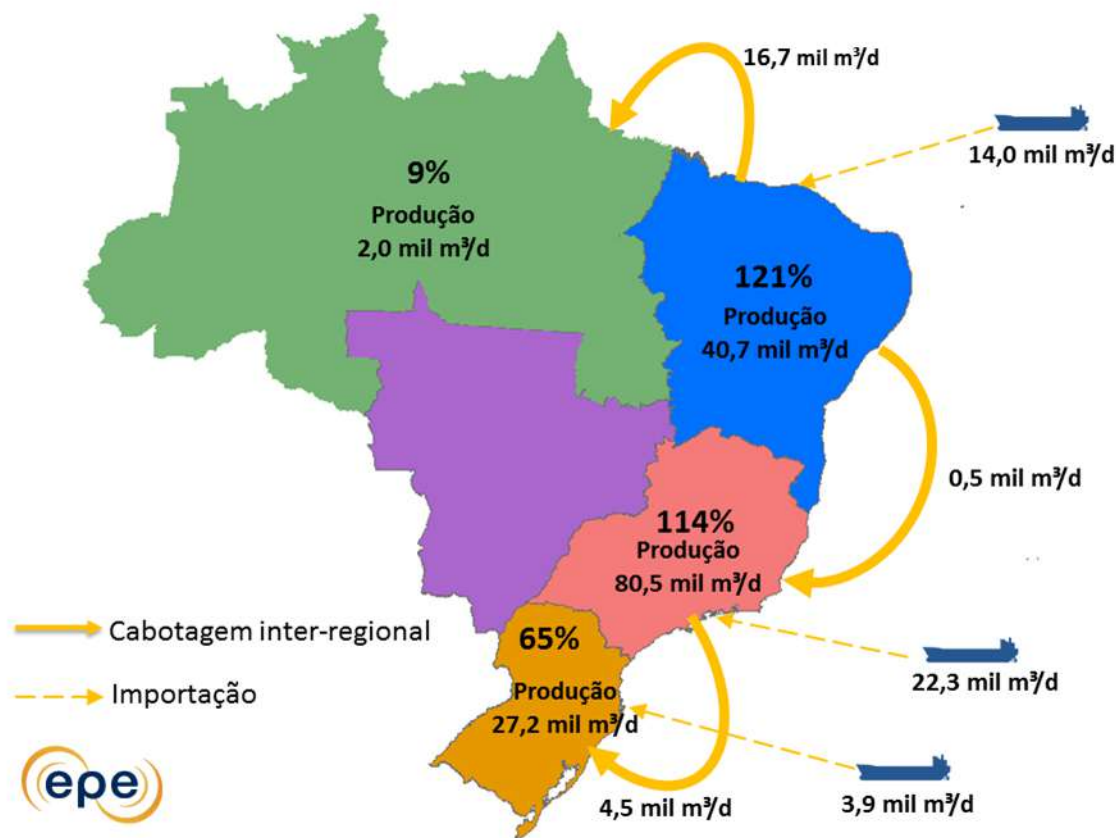 16,7 mil m³/d
14,0 mil m³/d
9%
Produção
2,0 mil m³/d
121%
Produção
40,7 mil m³/d
0,5 mil m³/d
114%
Produção
80,5 mil m³/d
Cabotagem inter-regional
65%
Importação
Produção
27,2 mil m³/d
22,3 mil m³/d
epe
4,5 mil m³/d
3,9 mil m³/d